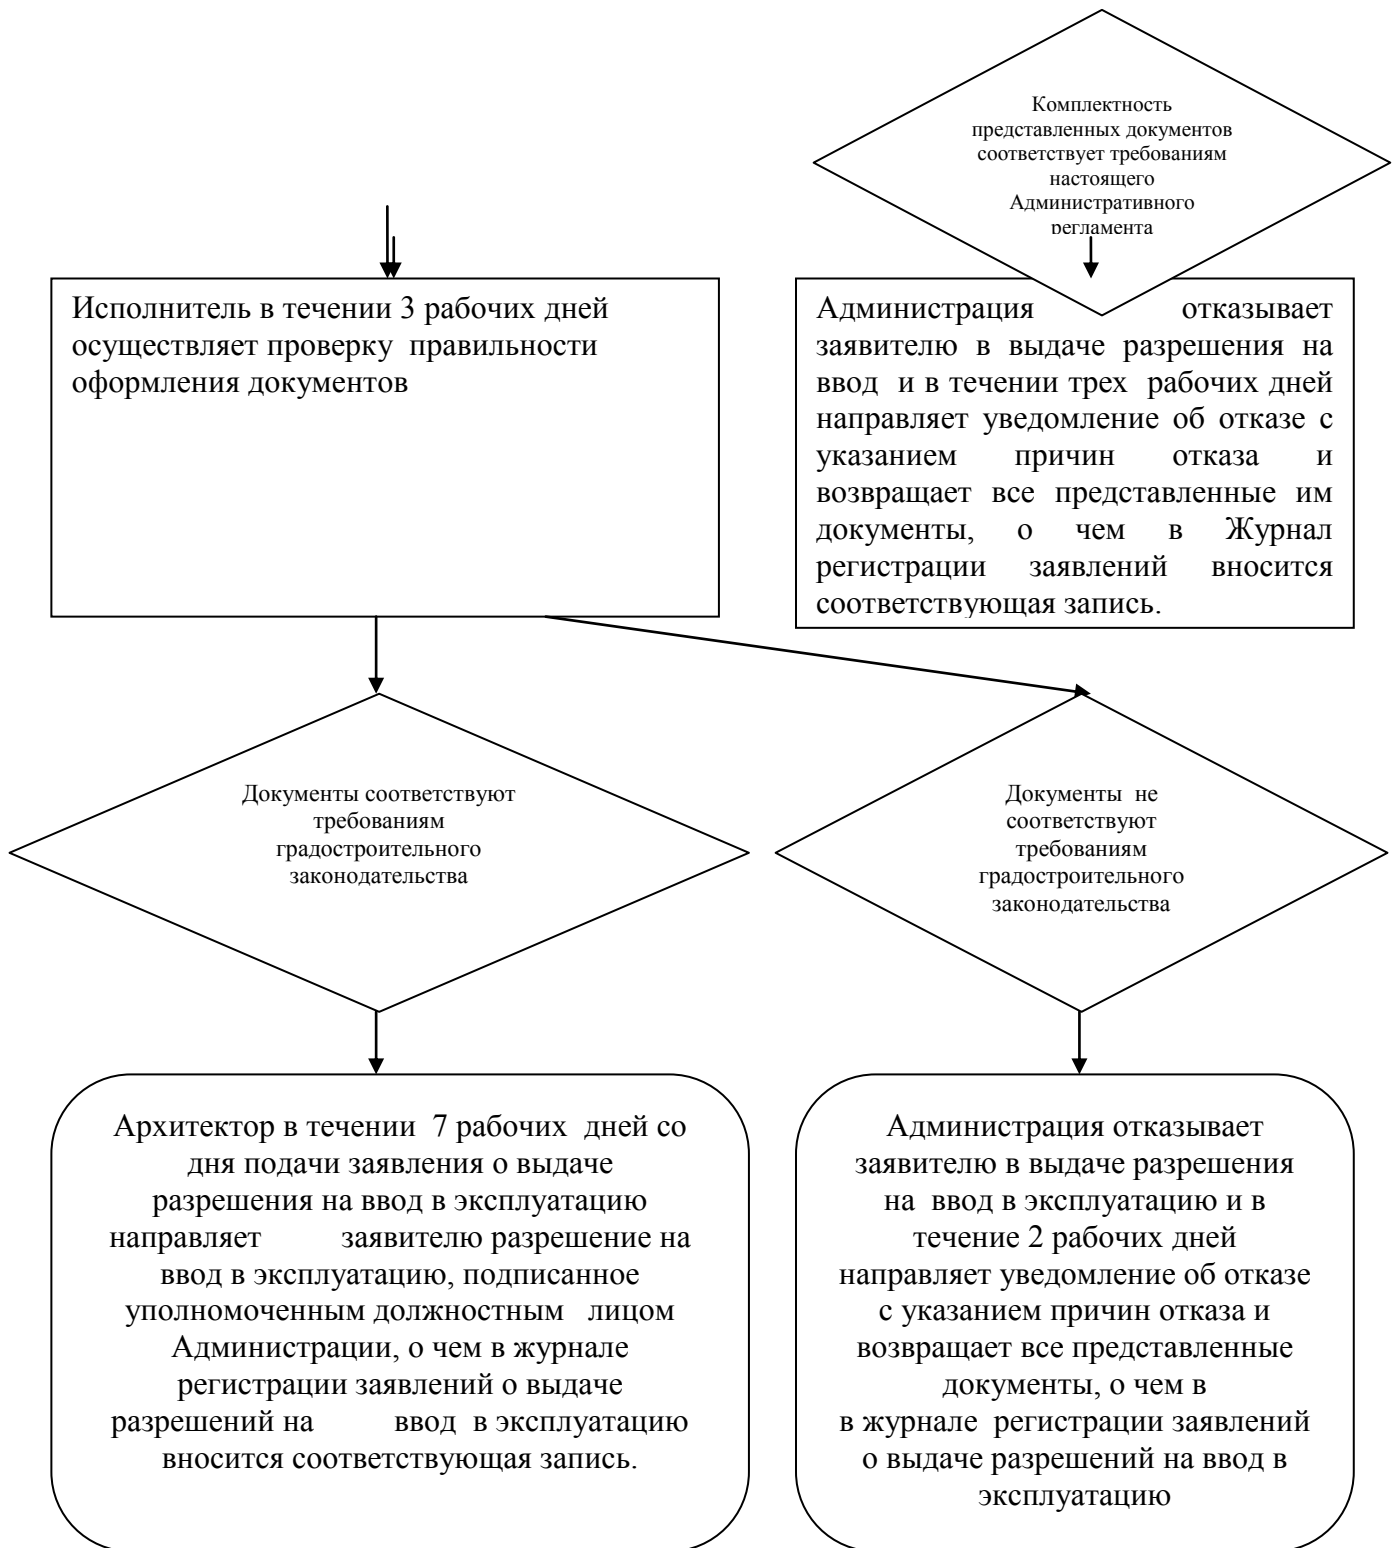 Комплектность
представленных документов
соответствует требованиям
настоящего
Административного
регламента
Исполнитель в течении 3 рабочих дней
осуществляет проверку правильности
оформления документов
Администрация отказывает
заявителю в выдаче разрешения на
ввод и в течении трех рабочих дней
направляет уведомление об отказе с
указанием причин отказа и
возвращает все представленные им
документы, о чем в Журнал
регистрации заявлений вносится
соответствующая запись.
Документы соответствуют
требованиям
градостроительного
законодательства
Документы не
соответствуют
требованиям
градостроительного
законодательства
Архитектор в течении 7 рабочих дней со
дня подачи заявления о выдаче
разрешения на ввод в эксплуатацию
направляет заявителю разрешение на
ввод в эксплуатацию, подписанное
уполномоченным должностным лицом
Администрации, о чем в журнале
регистрации заявлений о выдаче
разрешений на ввод в эксплуатацию
вносится соответствующая запись.
Администрация отказывает
заявителю в выдаче разрешения
на ввод в эксплуатацию и в
течение 2 рабочих дней
направляет уведомление об отказе
с указанием причин отказа и
возвращает все представленные
документы, о чем в
в журнале регистрации заявлений
о выдаче разрешений на ввод в
эксплуатацию